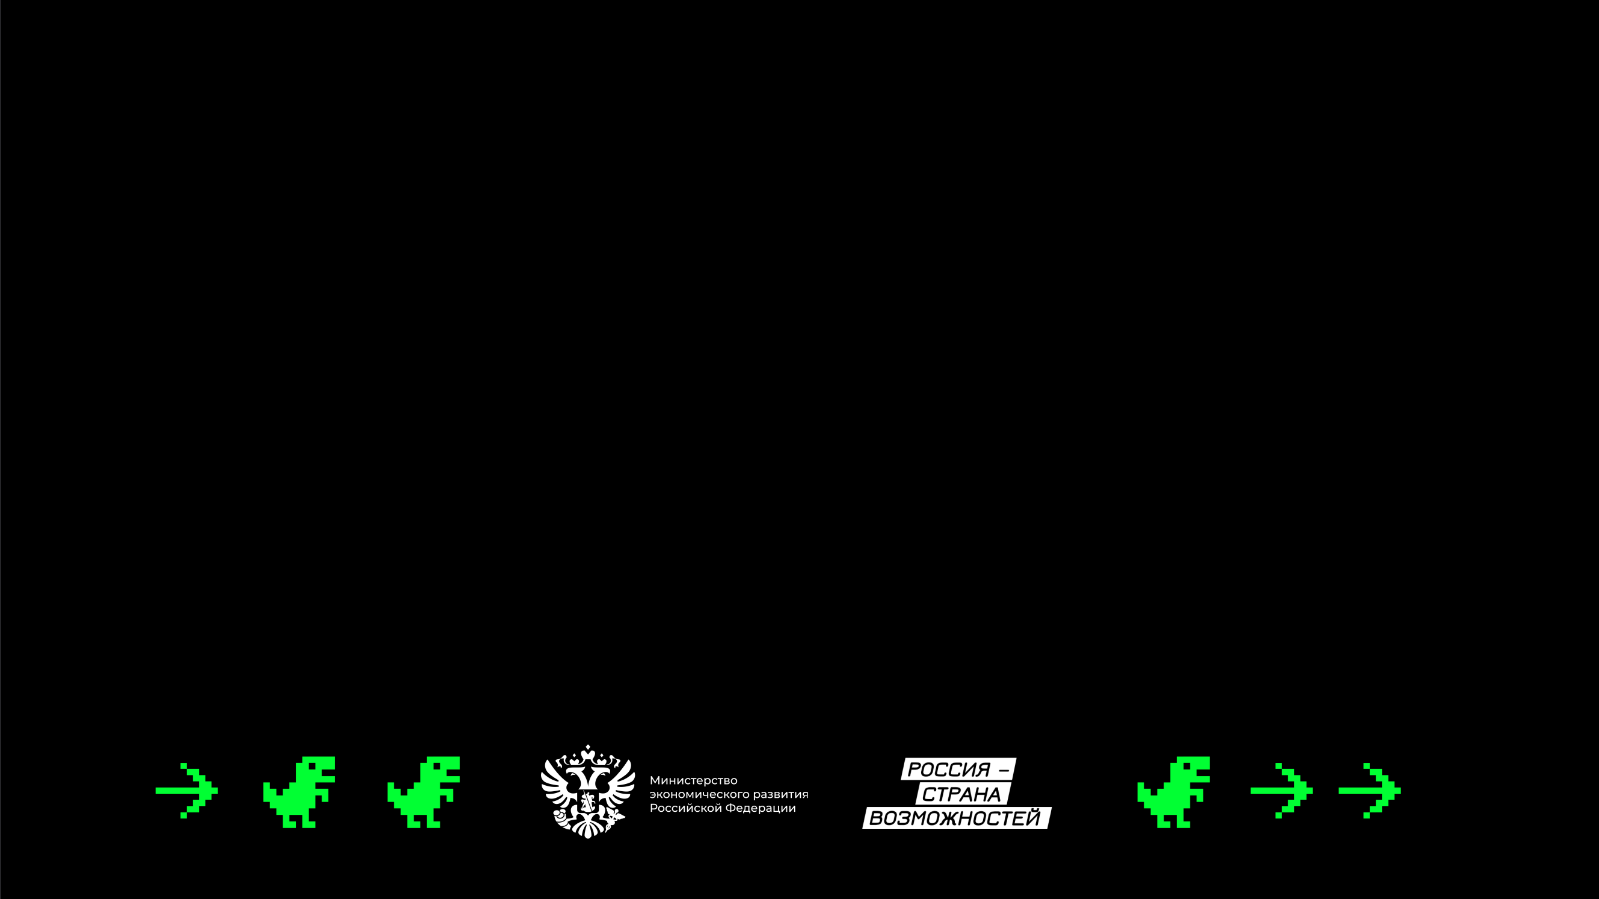 Министерство
экономического развития
Российской Федерации
РОССИЯ –
СТРАНА
ВОЗМОЖНОСТЕЙ